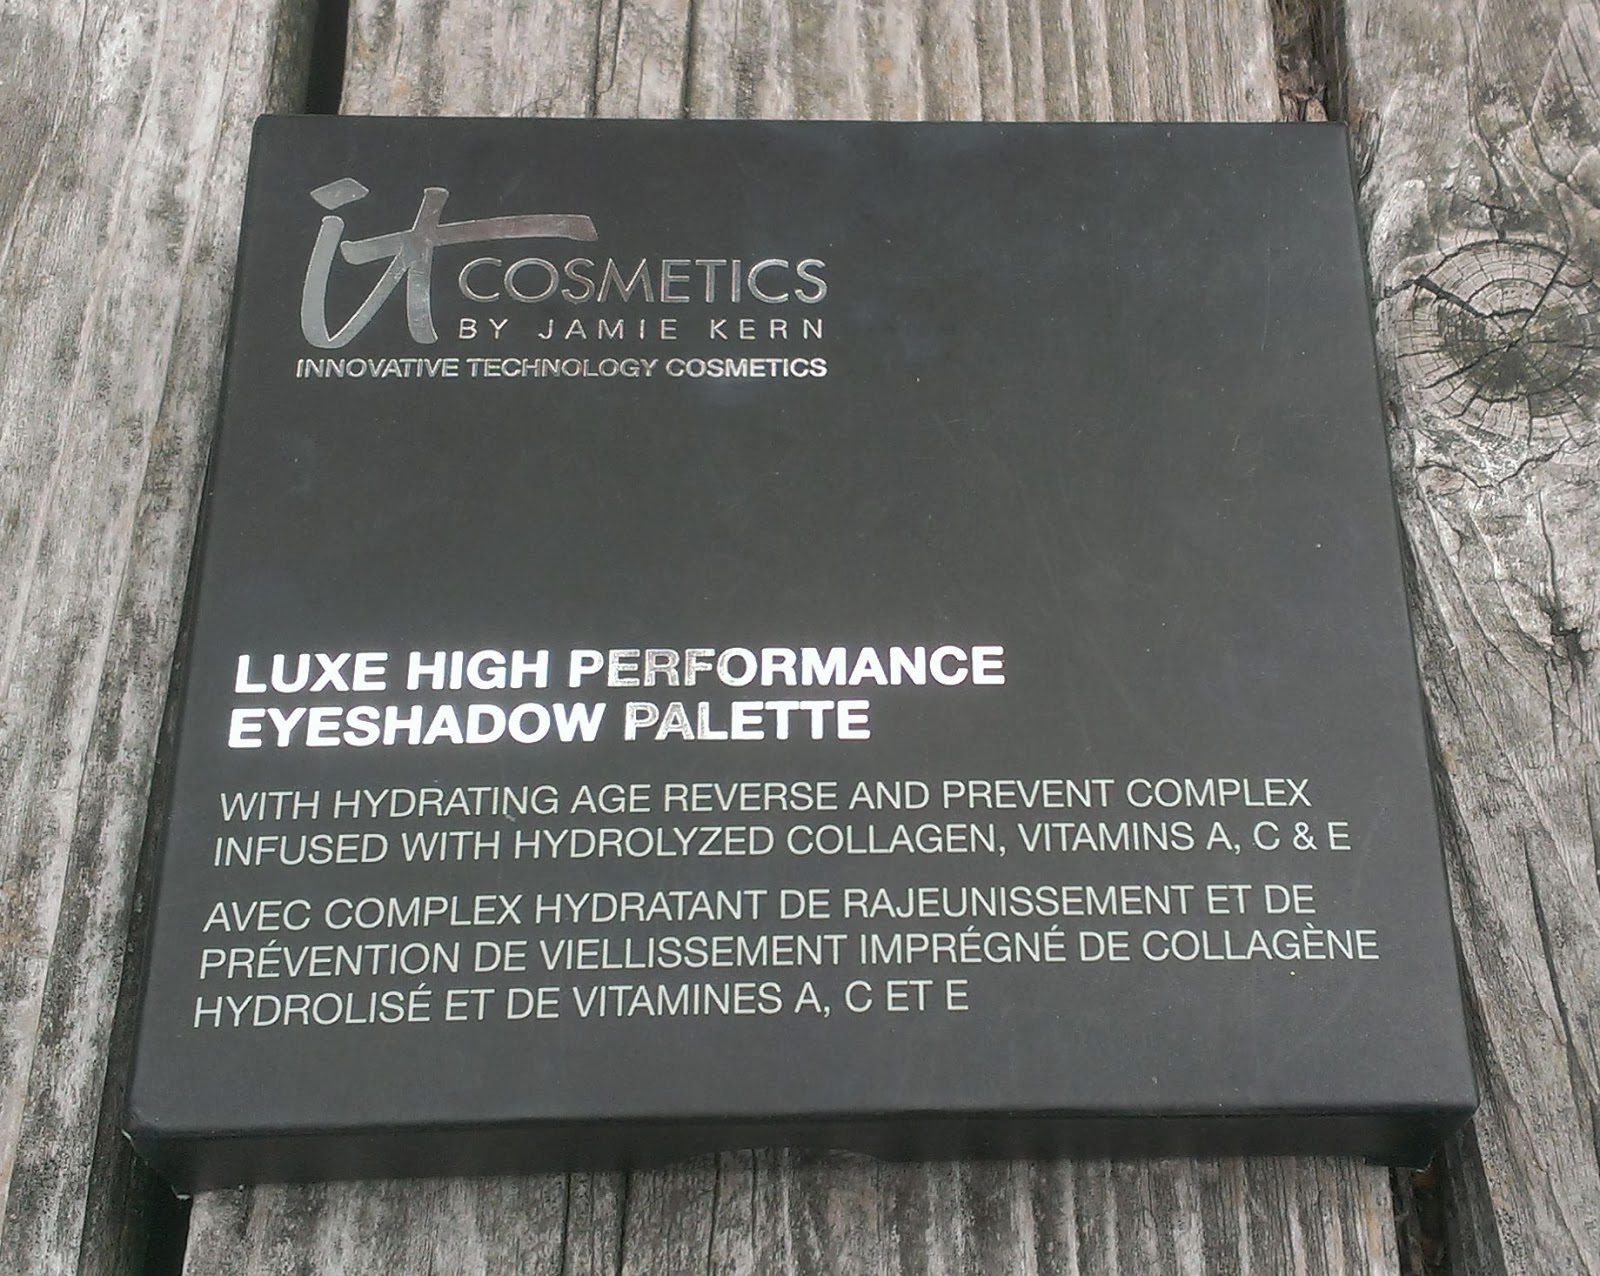 it COSMETICS
BY JAMIE KERN
INNOVATIVE TECHNOLOGY COSMETICS
LUXE HIGH PERFORMANCE
EYESHADOW PALETTE
WITH HYDRATING AGE REVERSE AND PREVENT COMPLEX
INFUSED WITH HYDROLYZED COLLAGEN, VITAMINS A, C & E
AVEC COMPLEX HYDRATANT DE RAJEUNISSEMENT ET DE
PRÉVENTION DE VIELLISSEMENT IMPRÉGNÉ DE COLLAGÈNE
HYDROLISÉ ET DE VITAMINES A, C ET E